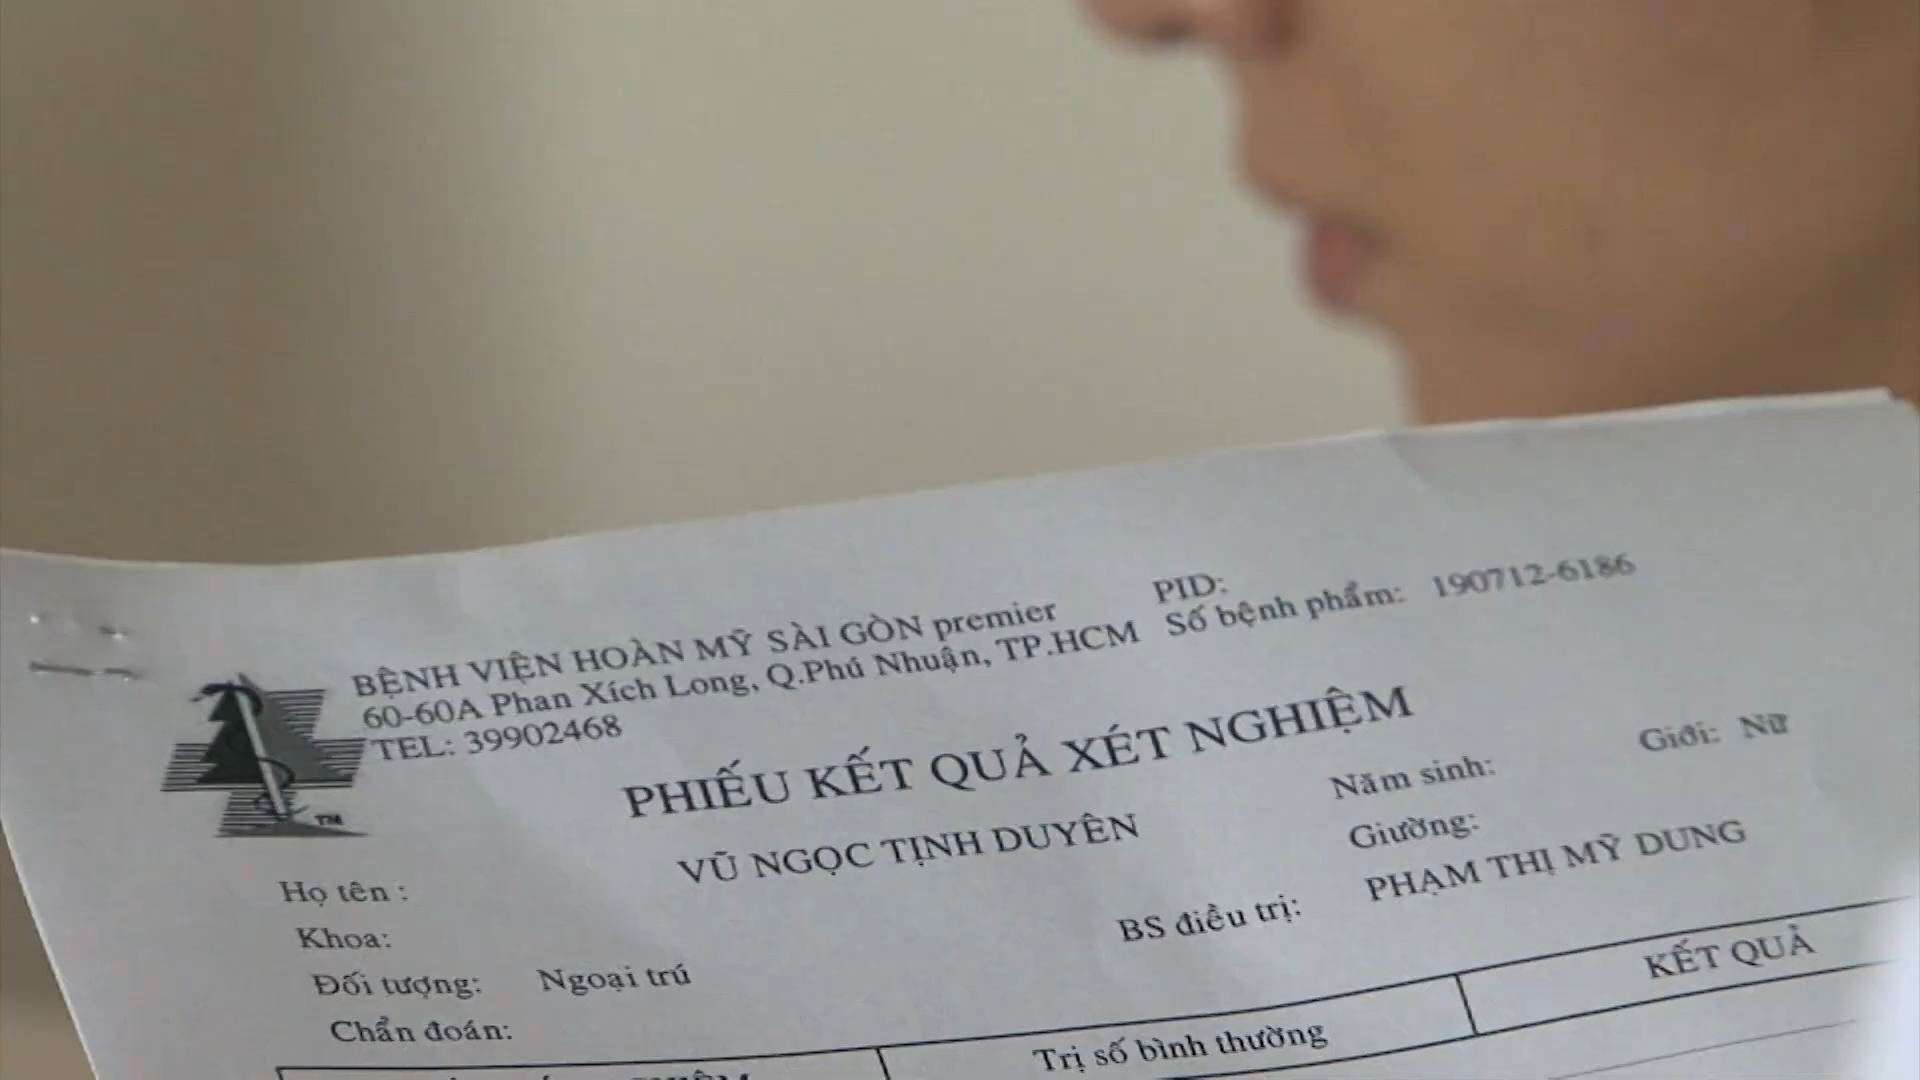 BỆNH VIỆN HOÀN MỸ SÀI GÒN premier
60-60A Phan Xích Long, Q.Phú Nhuận, TP.HCM
TEL: 39902468
PID:
Số bệnh phẩm: 190712-6186
PHIẾU KẾT QUẢ XÉT NGHIỆM
Họ tên : VŨ NGỌC TỊNH DUYÊN Năm sinh: Giới: Nữ
Khoa: Giường:
Đối tượng: Ngoại trú BS điều trị: PHẠM THỊ MỸ DUNG
Chẩn đoán:
Trị số bình thường KẾT QUẢ
TM